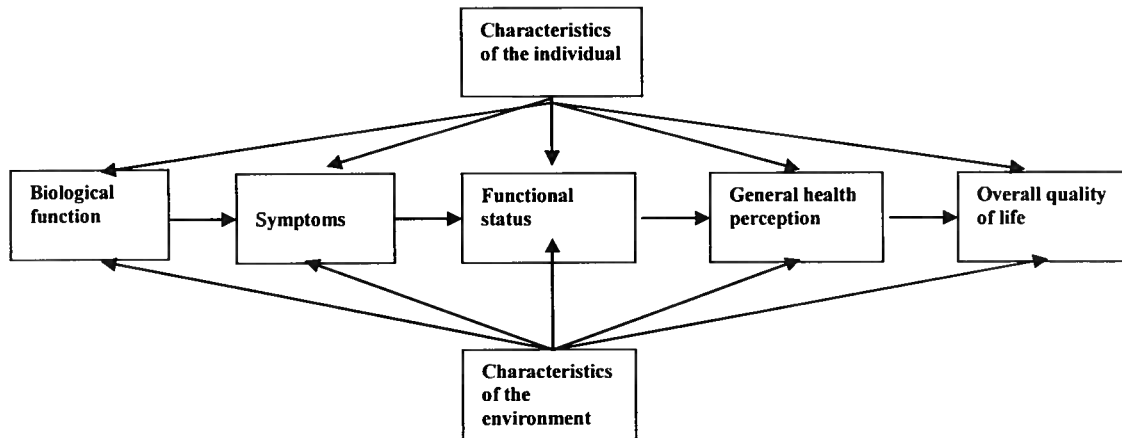 Characteristics
of the individual
Biological
function
Symptoms
Functional
status
General health
perception
Overall quality
of life
Characteristics
of the
environment